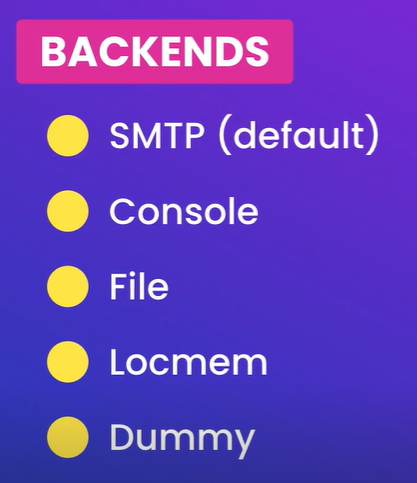 BACKENDS
SMTP (default)
Console
File
Locmem
Dummy